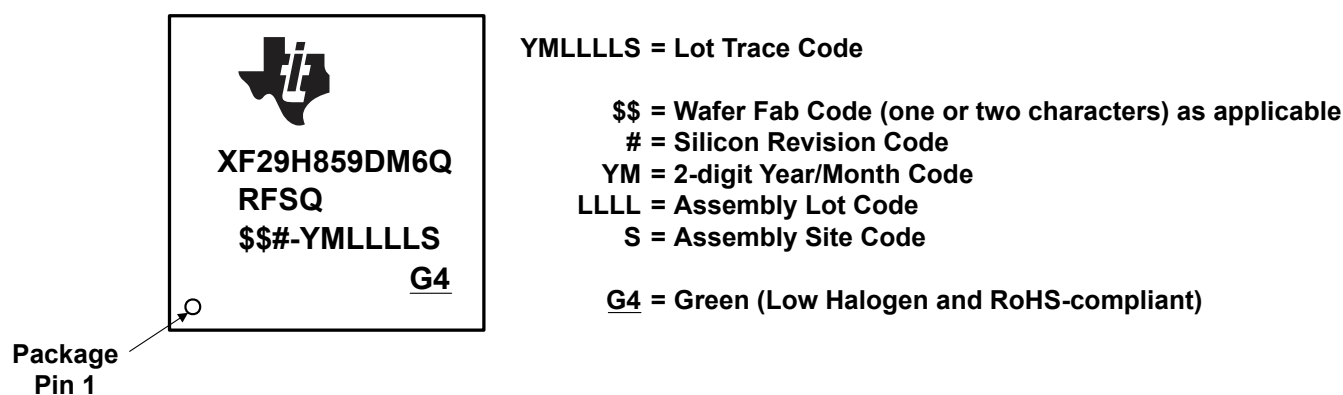 XF29H859DM6Q
RFSQ
$$#-YMLLLLS
G4
Package
Pin 1
YMLLLLS = Lot Trace Code
$$ = Wafer Fab Code (one or two characters) as applicable
# = Silicon Revision Code
YM = 2-digit Year/Month Code
LLLL = Assembly Lot Code
S = Assembly Site Code
G4 = Green (Low Halogen and RoHS-compliant)